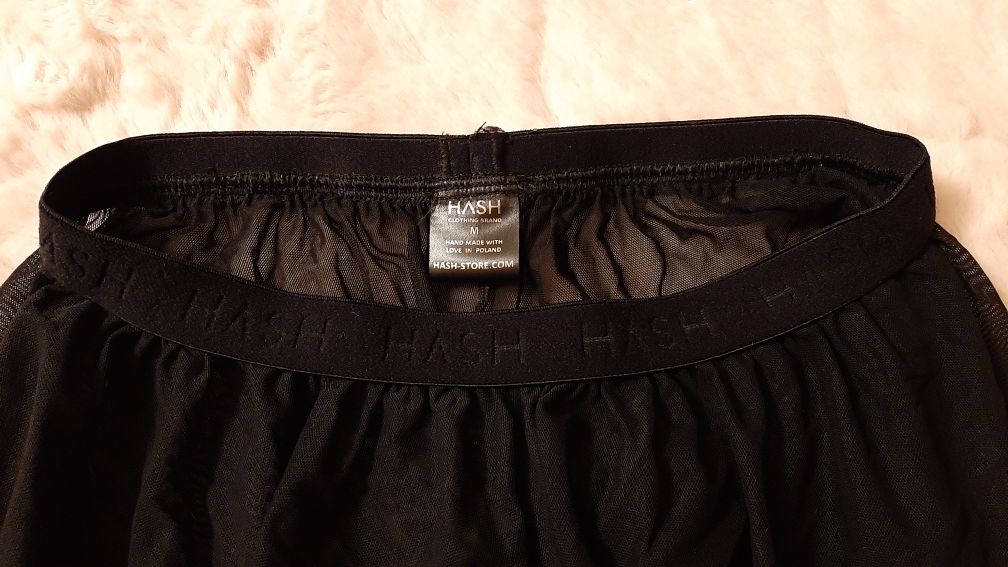 HASH
CLOTHING BRAND
M
HAND MADE WITH
LOVE IN POLAND
HASH-STORE.COM
HASH HASH HASH